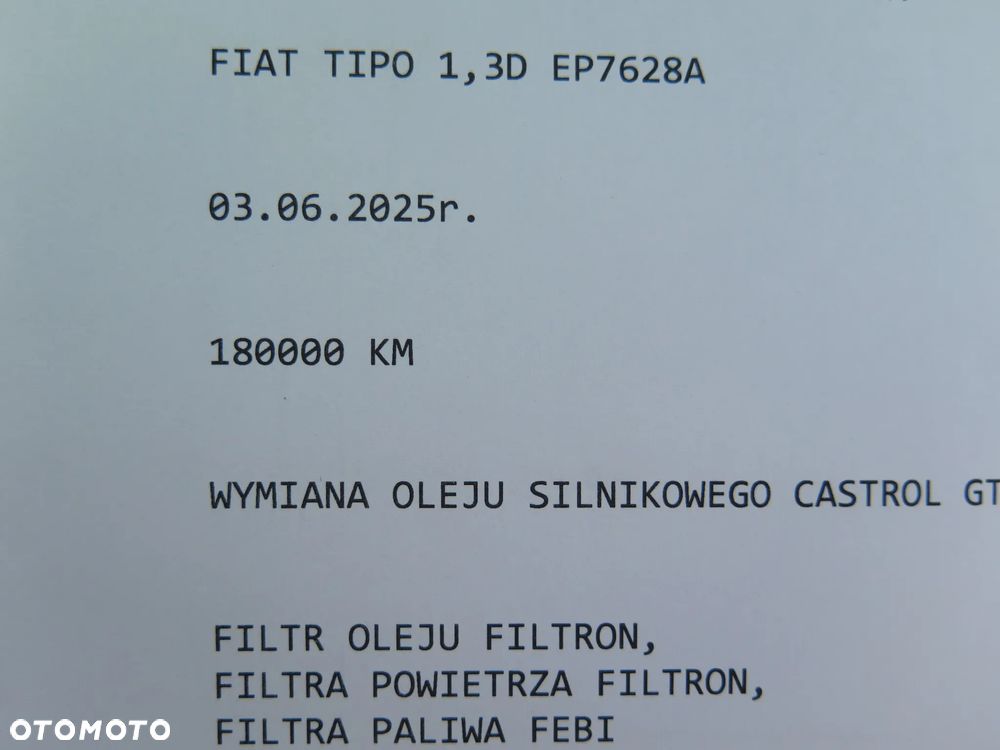 FIAT TIPO 1,3D EP7628A
03.06.2025r.
180000 KM
WYMIANA OLEJU SILNIKOWEGO CASTROL GT
FILTR OLEJU FILTRON,
FILTRA POWIETRZA FILTRON,
FILTRA PALIWA FEBI
OTOMOTO